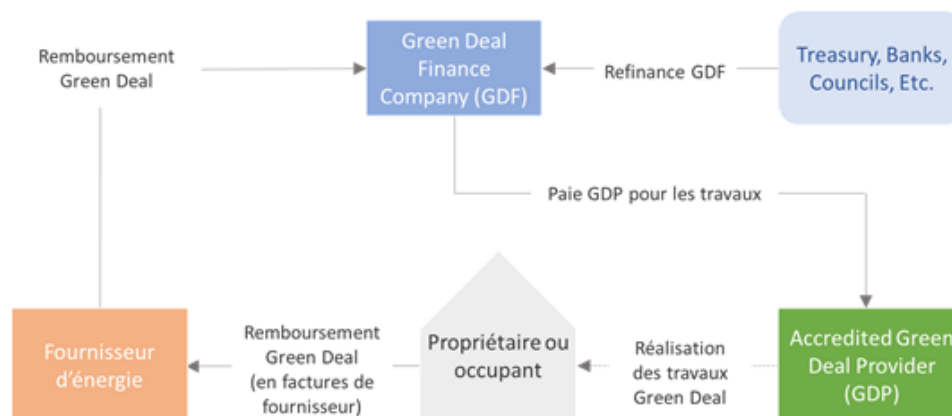 Remboursement
Green Deal
Green Deal
Finance
Company (GDF)
Refinance GDF
Treasury, Banks,
Councils, Etc.
Paie GDP pour les travaux
Fournisseur
d’énergie
Remboursement
Green Deal
(en factures de
fournisseur)
Propriétaire ou
occupant
Réalisation
des travaux
Green Deal
Accredited Green
Deal Provider
(GDP)